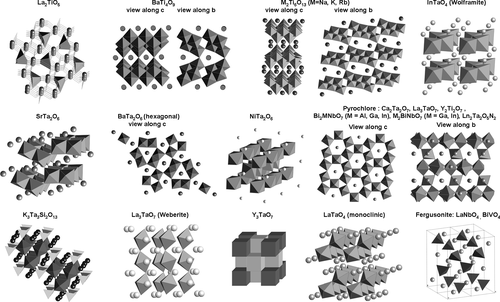 La2TiO5
BaTi4O9
view along c view along b
M2Ti6O13 (M=Na, K, Rb)
view along c view along b
InTaO4 (Wolframite)
SrTa2O6
BaTa2O6 (hexagonal)
view along c
NiTa2O6
Pyrochlore : Ca2Ta2O7, La3TaO7, Y2Ti2O7 ,
Bi2MNbO7 (M = Al, Ga, In), M2BiNbO7 (M = Ga, In), Ln2Ta2O5N2
View along c View along b
K3Ta3Si2O13
La3TaO7 (Weberite)
Y3TaO7
LaTaO4 (monoclinic)
Fergusonite: LaNbO4, BiVO4